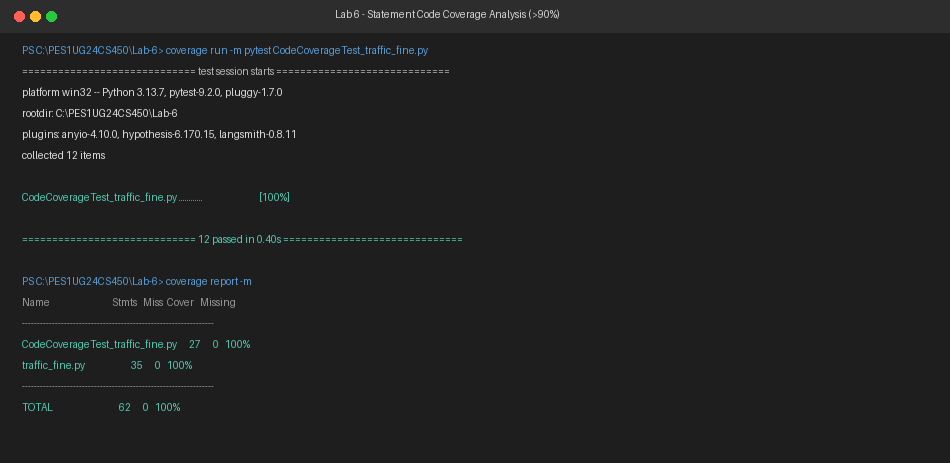 Lab 6 - Statement Code Coverage Analysis (>90%)
PS C:\PES1UG24CS450\Lab-6> coverage run -m pytest CodeCoverageTest_traffic_fine.py
============================= test session starts =============================
platform win32 -- Python 3.13.7, pytest-9.2.0, pluggy-1.7.0
rootdir: C:\PES1UG24CS450\Lab-6
plugins: anyio-4.10.0, hypothesis-6.170.15, langsmith-0.8.11
collected 12 items
CodeCoverageTest_traffic_fine.py ............ [100%]
============================= 12 passed in 0.40s ==============================
PS C:\PES1UG24CS450\Lab-6> coverage report -m
Name Stmts Miss Cover Missing
----------------------------------------------------------------
CodeCoverageTest_traffic_fine.py 27 0 100%
traffic_fine.py 35 0 100%
----------------------------------------------------------------
TOTAL 62 0 100%